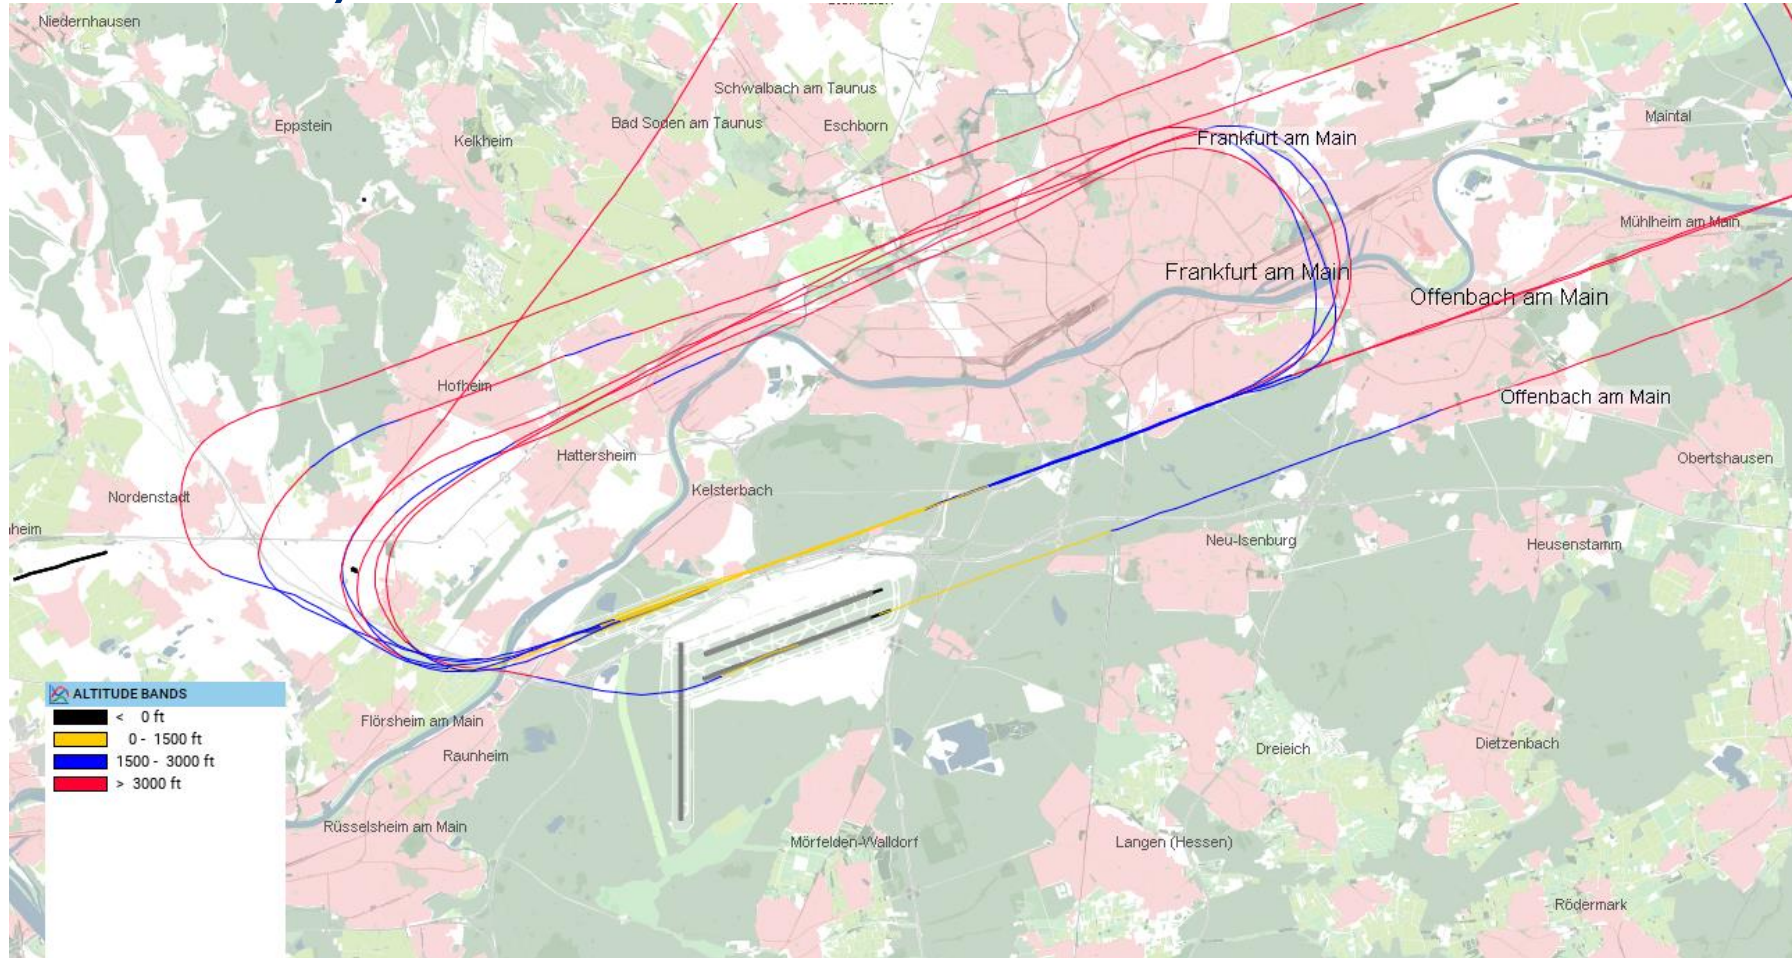 Niedernhausen
Schwalbach am Taunus
Eppstein
Bad Soden am Taunus
Eschborn
Kelkheim
Frankfurt am Main
Maintal
Mühlheim am Main
Frankfurt am Main
Offenbach am Main
Hofheim
Offenbach am Main
Hattersheim
Obertshausen
Nordenstadt
Kelsterbach
Neu-Isenburg
Heusenstamm
ALTITUDE BANDS
< 0 ft
0 - 1500 ft
1500 - 3000 ft
> 3000 ft
Flörsheim am Main
Raunheim
Dreieich
Dietzenbach
Rüsselsheim am Main
Mörfelden-Walldorf
Langen (Hessen)
Rödermark